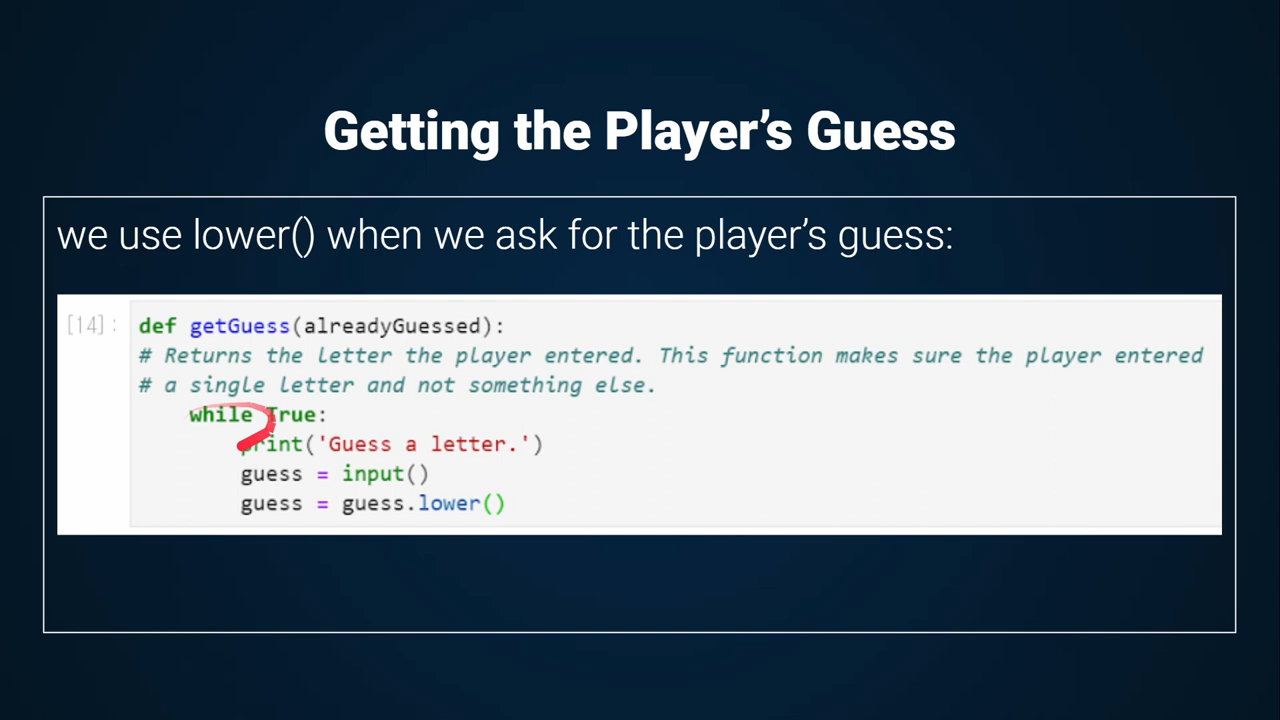 Getting the Player’s Guess
we use lower() when we ask for the player’s guess:
[14]: def getGuess(alreadyGuessed):
# Returns the letter the player entered. This function makes sure the player entered
# a single letter and not something else.
while True:
print('Guess a letter.')
guess = input()
guess = guess.lower()